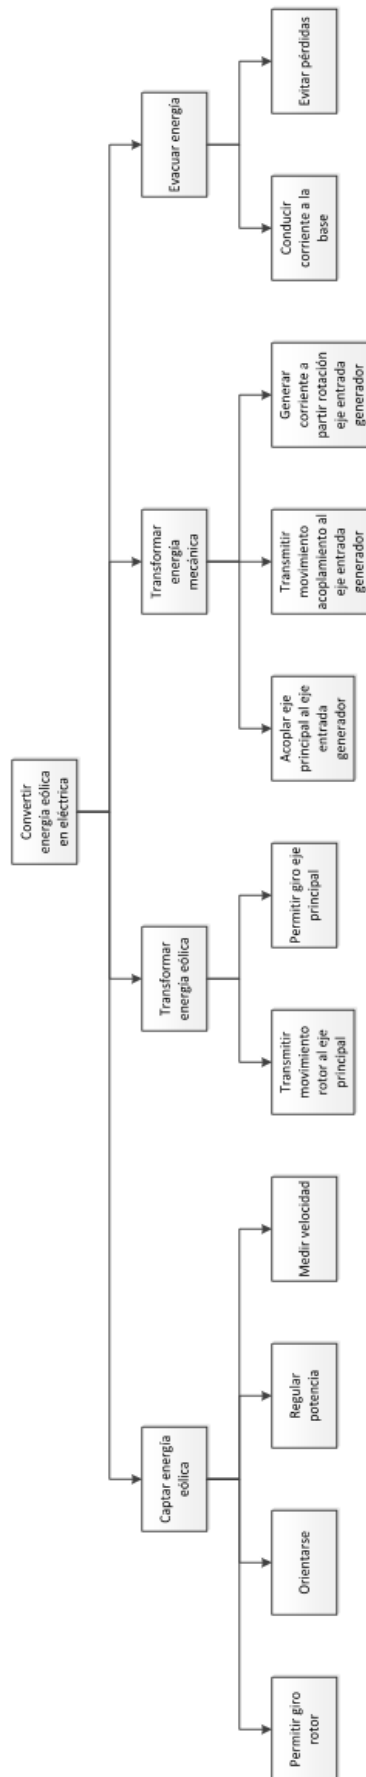 Convertir
energía eólica
en eléctrica
Captar energía
eólica
Transformar
energía eólica
Transformar
energía
mecánica
Evacuar energía
Permitir giro
rotor
Orientarse
Regular
potencia
Medir velocidad
Transmitir
movimiento
rotor al eje
principal
Permitir giro eje
principal
Acoplar eje
principal al eje
entrada
generador
Transmitir
movimiento
acoplamiento al
eje entrada
generador
Generar
corriente a
partir rotación
eje entrada
generador
Conducir
corriente a la
base
Evitar pérdidas